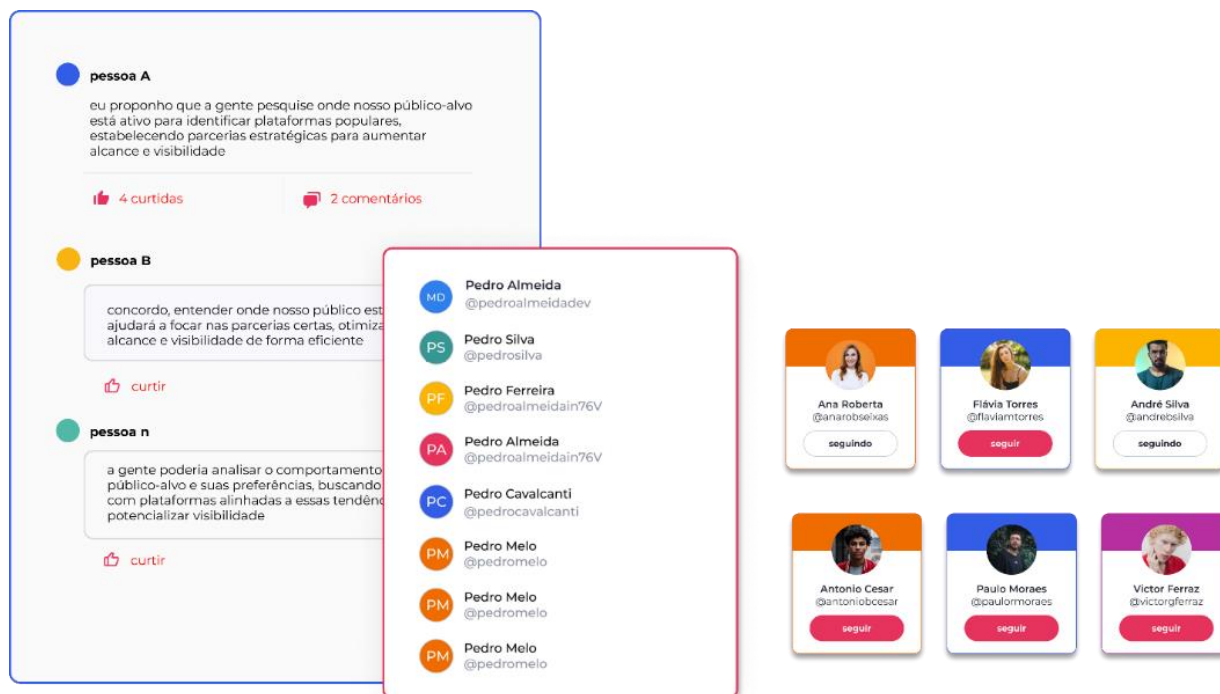 pessoa A
eu proponho que a gente pesquise onde nosso público-alvo
está ativo para identificar plataformas populares,
estabelecendo parcerias estratégicas para aumentar
alcance e visibilidade
4 curtidas
2 comentários
pessoa B
concordo, entender onde nosso público est
ajudará a focar nas parcerias certas, otimiza
alcance e visibilidade de forma eficiente
curtir
pessoa n
a gente poderia analisar o comportamento
público-alvo e suas preferências, buscando
com plataformas alinhadas a essas tendênc
potencializar visibilidade
curtir
MD
Pedro Almeida
@pedroalmeidadev
PS
Pedro Silva
@pedrosilva
PF
Pedro Ferreira
@pedroalmeidain76V
PA
Pedro Almeida
@pedroalmeidain76V
PC
Pedro Cavalcanti
@pedrocavalcanti
PM
Pedro Melo
@pedromelo
PM
Pedro Melo
@pedromelo
PM
Pedro Melo
@pedromelo
Ana Roberta
@anarobseixas
seguindo
Flávia Torres
@flaviamtorres
seguir
André Silva
@andrebsilva
seguindo
Antonio Cesar
@antoniobcesar
seguir
Paulo Moraes
@paulormoraes
seguir
Victor Ferraz
@victorgferraz
seguir